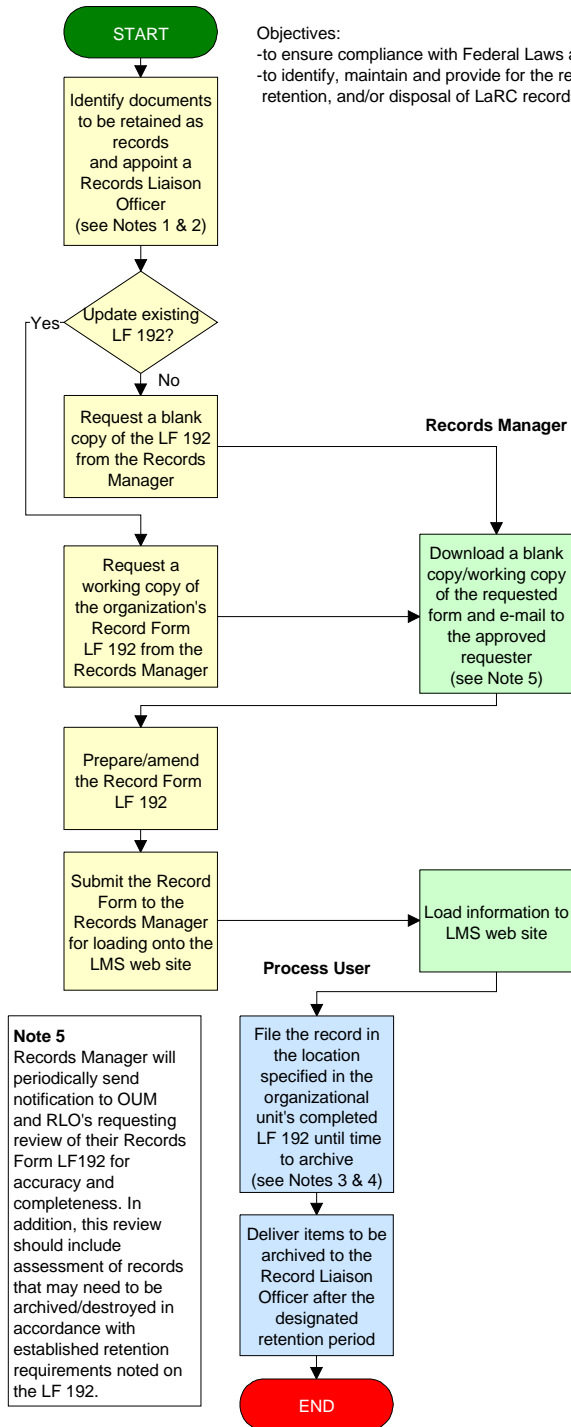 START
Objectives:
-to ensure compliance with Federal Laws
-to identify, maintain and provide for the
retention, and/or disposal of LaRC
Identify documents
to be retained as
records
and appoint a
Records Liaison
Officer
(see Notes 1 & 2)
Update existing
LF 192?
Yes
No
Request a blank
copy of the LF 192
from the Records
Manager
Records Manager
Request a
working copy of
the organization's
Record Form
LF 192 from the
Records Manager
Download a blank
copy/working copy
of the requested
form and e-mail to
the approved
requester
(see Note 5)
Prepare/amend
the Record Form
LF 192
Submit the Record
Form to the
Records Manager
for loading onto the
LMS web site
Load information to
LMS web site
Process User
Note 5
Records Manager will
periodically send
notification to OUM
and RLO's requesting
review of their Records
Form LF192 for
accuracy and
completeness. In
addition, this review
should include
assessment of records
that may need to be
archived/destroyed in
accordance with
established retention
requirements noted on
the LF 192.
File the record in
the location
specified in the
organizational
unit's completed
LF 192 until time
to archive
(see Notes 3 & 4)
Deliver items to be
archived to the
Record Liaison
Officer after the
designated
retention period
END